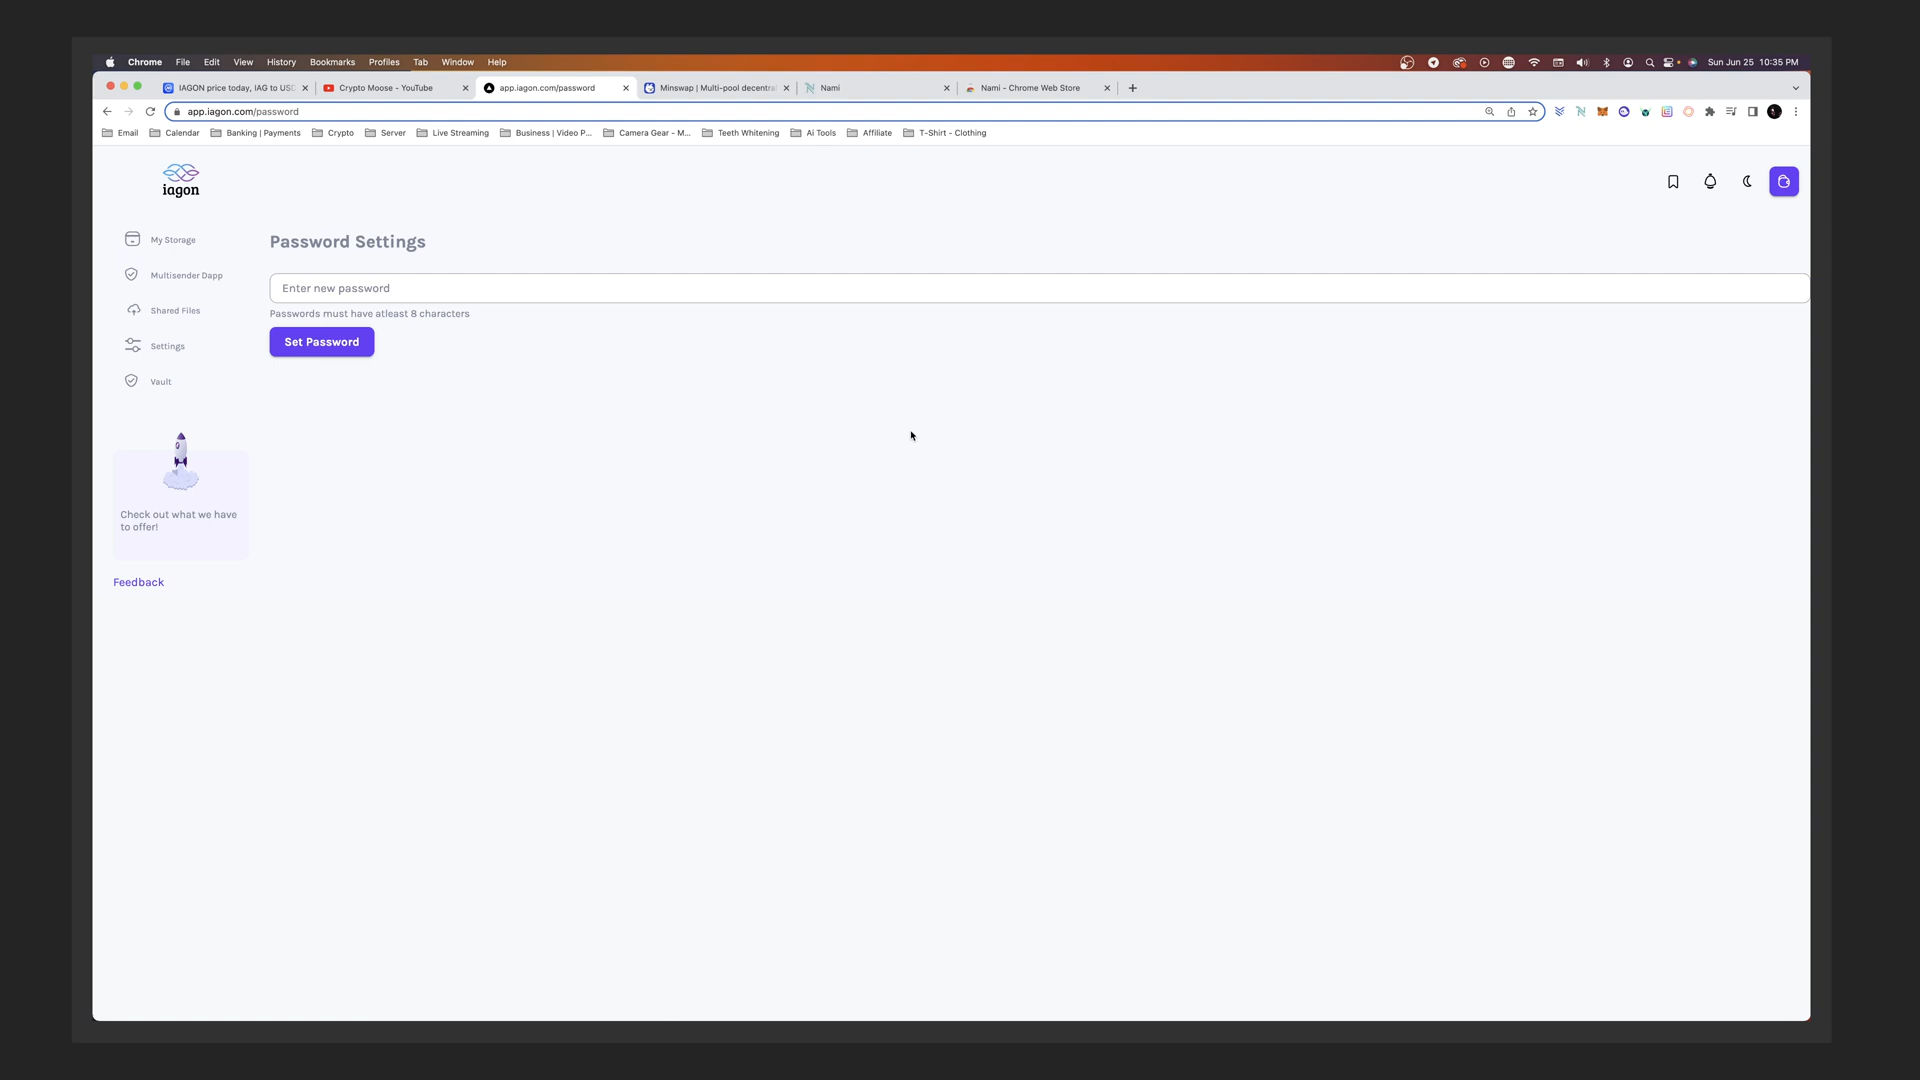 Chrome File Edit View History Bookmarks Profiles Tab Window Help Sun Jun 25 10:35 PM
IAGON price today, IAG to USD Crypto Moose - YouTube app.iagon.com/password Minswap | Multi-pool decentral Nami Nami - Chrome Web Store
app.iagon.com/password
Email Calendar Banking | Payments Crypto Server Live Streaming Business | Video P... Camera Gear - M... Teeth Whitening Ai Tools Affiliate T-Shirt - Clothing
iagon
My Storage
Multisender Dapp
Shared Files
Settings
Vault
Check out what we have
to offer!
Feedback
Password Settings
Enter new password
Passwords must have atleast 8 characters
Set Password